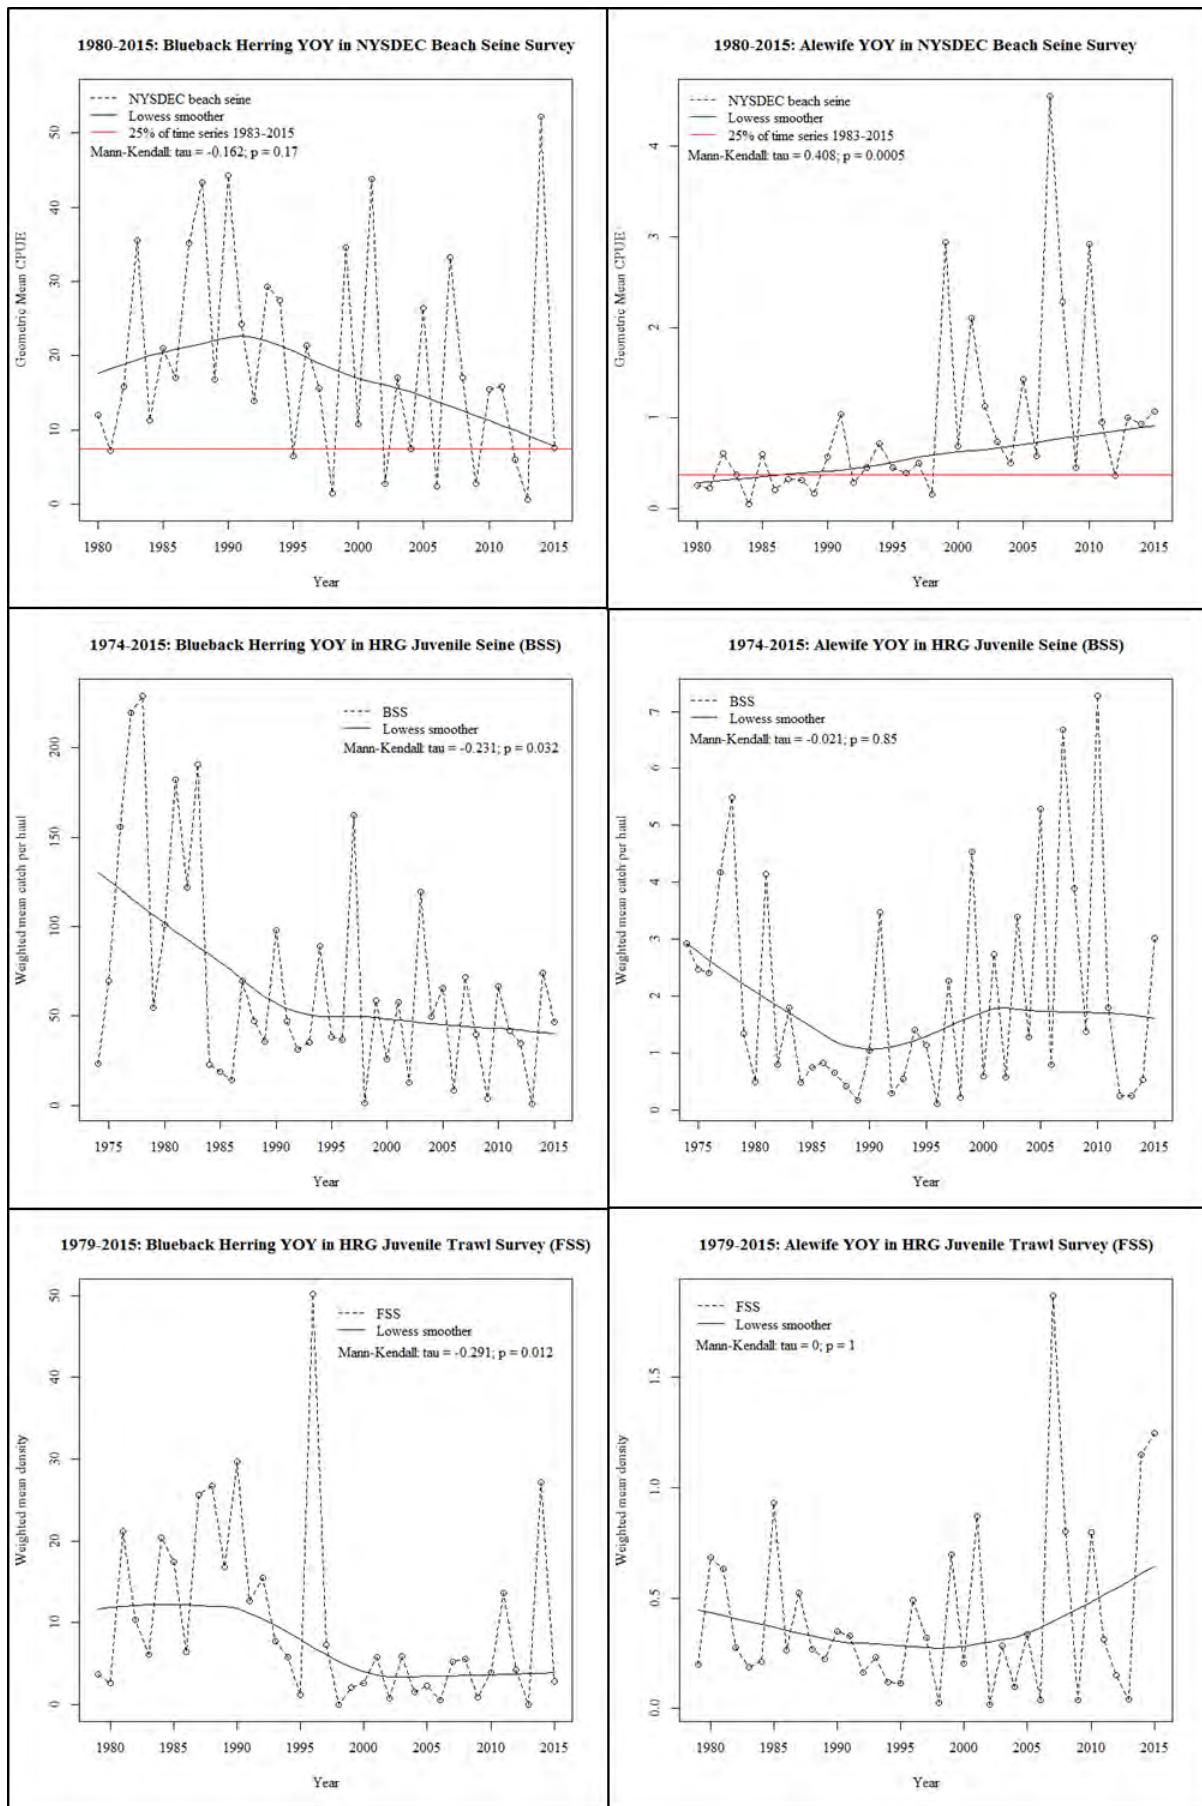 1980-2015: Blueback Herring YOY in NYSDEC Beach Seine Survey
NYSDEC beach seine
Lowess smoother
25% of time series 1983-2015
Mann-Kendall: tau = -0.162; p = 0.17
Geometric Mean CPUE
0 10 20 30 40 50
1980 1985 1990 1995 2000 2005 2010 2015
Year
1980-2015: Alewife YOY in NYSDEC Beach Seine Survey
NYSDEC beach seine
Lowess smoother
25% of time series 1983-2015
Mann-Kendall: tau = 0.408; p = 0.0005
Geometric Mean CPUE
0 1 2 3 4
1980 1985 1990 1995 2000 2005 2010 2015
Year
1974-2015: Blueback Herring YOY in HRG Juvenile Seine (BSS)
BSS
Lowess smoother
Mann-Kendall: tau = -0.231; p = 0.032
Weighted mean catch per haul
0 50 100 150 200
1975 1980 1985 1990 1995 2000 2005 2010 2015
Year
1974-2015: Alewife YOY in HRG Juvenile Seine (BSS)
BSS
Lowess smoother
Mann-Kendall: tau = -0.021; p = 0.85
Weighted mean catch per haul
0 1 2 3 4 5 6 7
1975 1980 1985 1990 1995 2000 2005 2010 2015
Year
1979-2015: Blueback Herring YOY in HRG Juvenile Trawl Survey (FSS)
FSS
Lowess smoother
Mann-Kendall: tau = -0.291; p = 0.012
Weighted mean density
0 10 20 30 40 50
1980 1985 1990 1995 2000 2005 2010 2015
Year
1979-2015: Alewife YOY in HRG Juvenile Trawl Survey (FSS)
FSS
Lowess smoother
Mann-Kendall: tau = 0; p = 1
Weighted mean density
0.0 0.5 1.0 1.5
1980 1985 1990 1995 2000 2005 2010 2015
Year